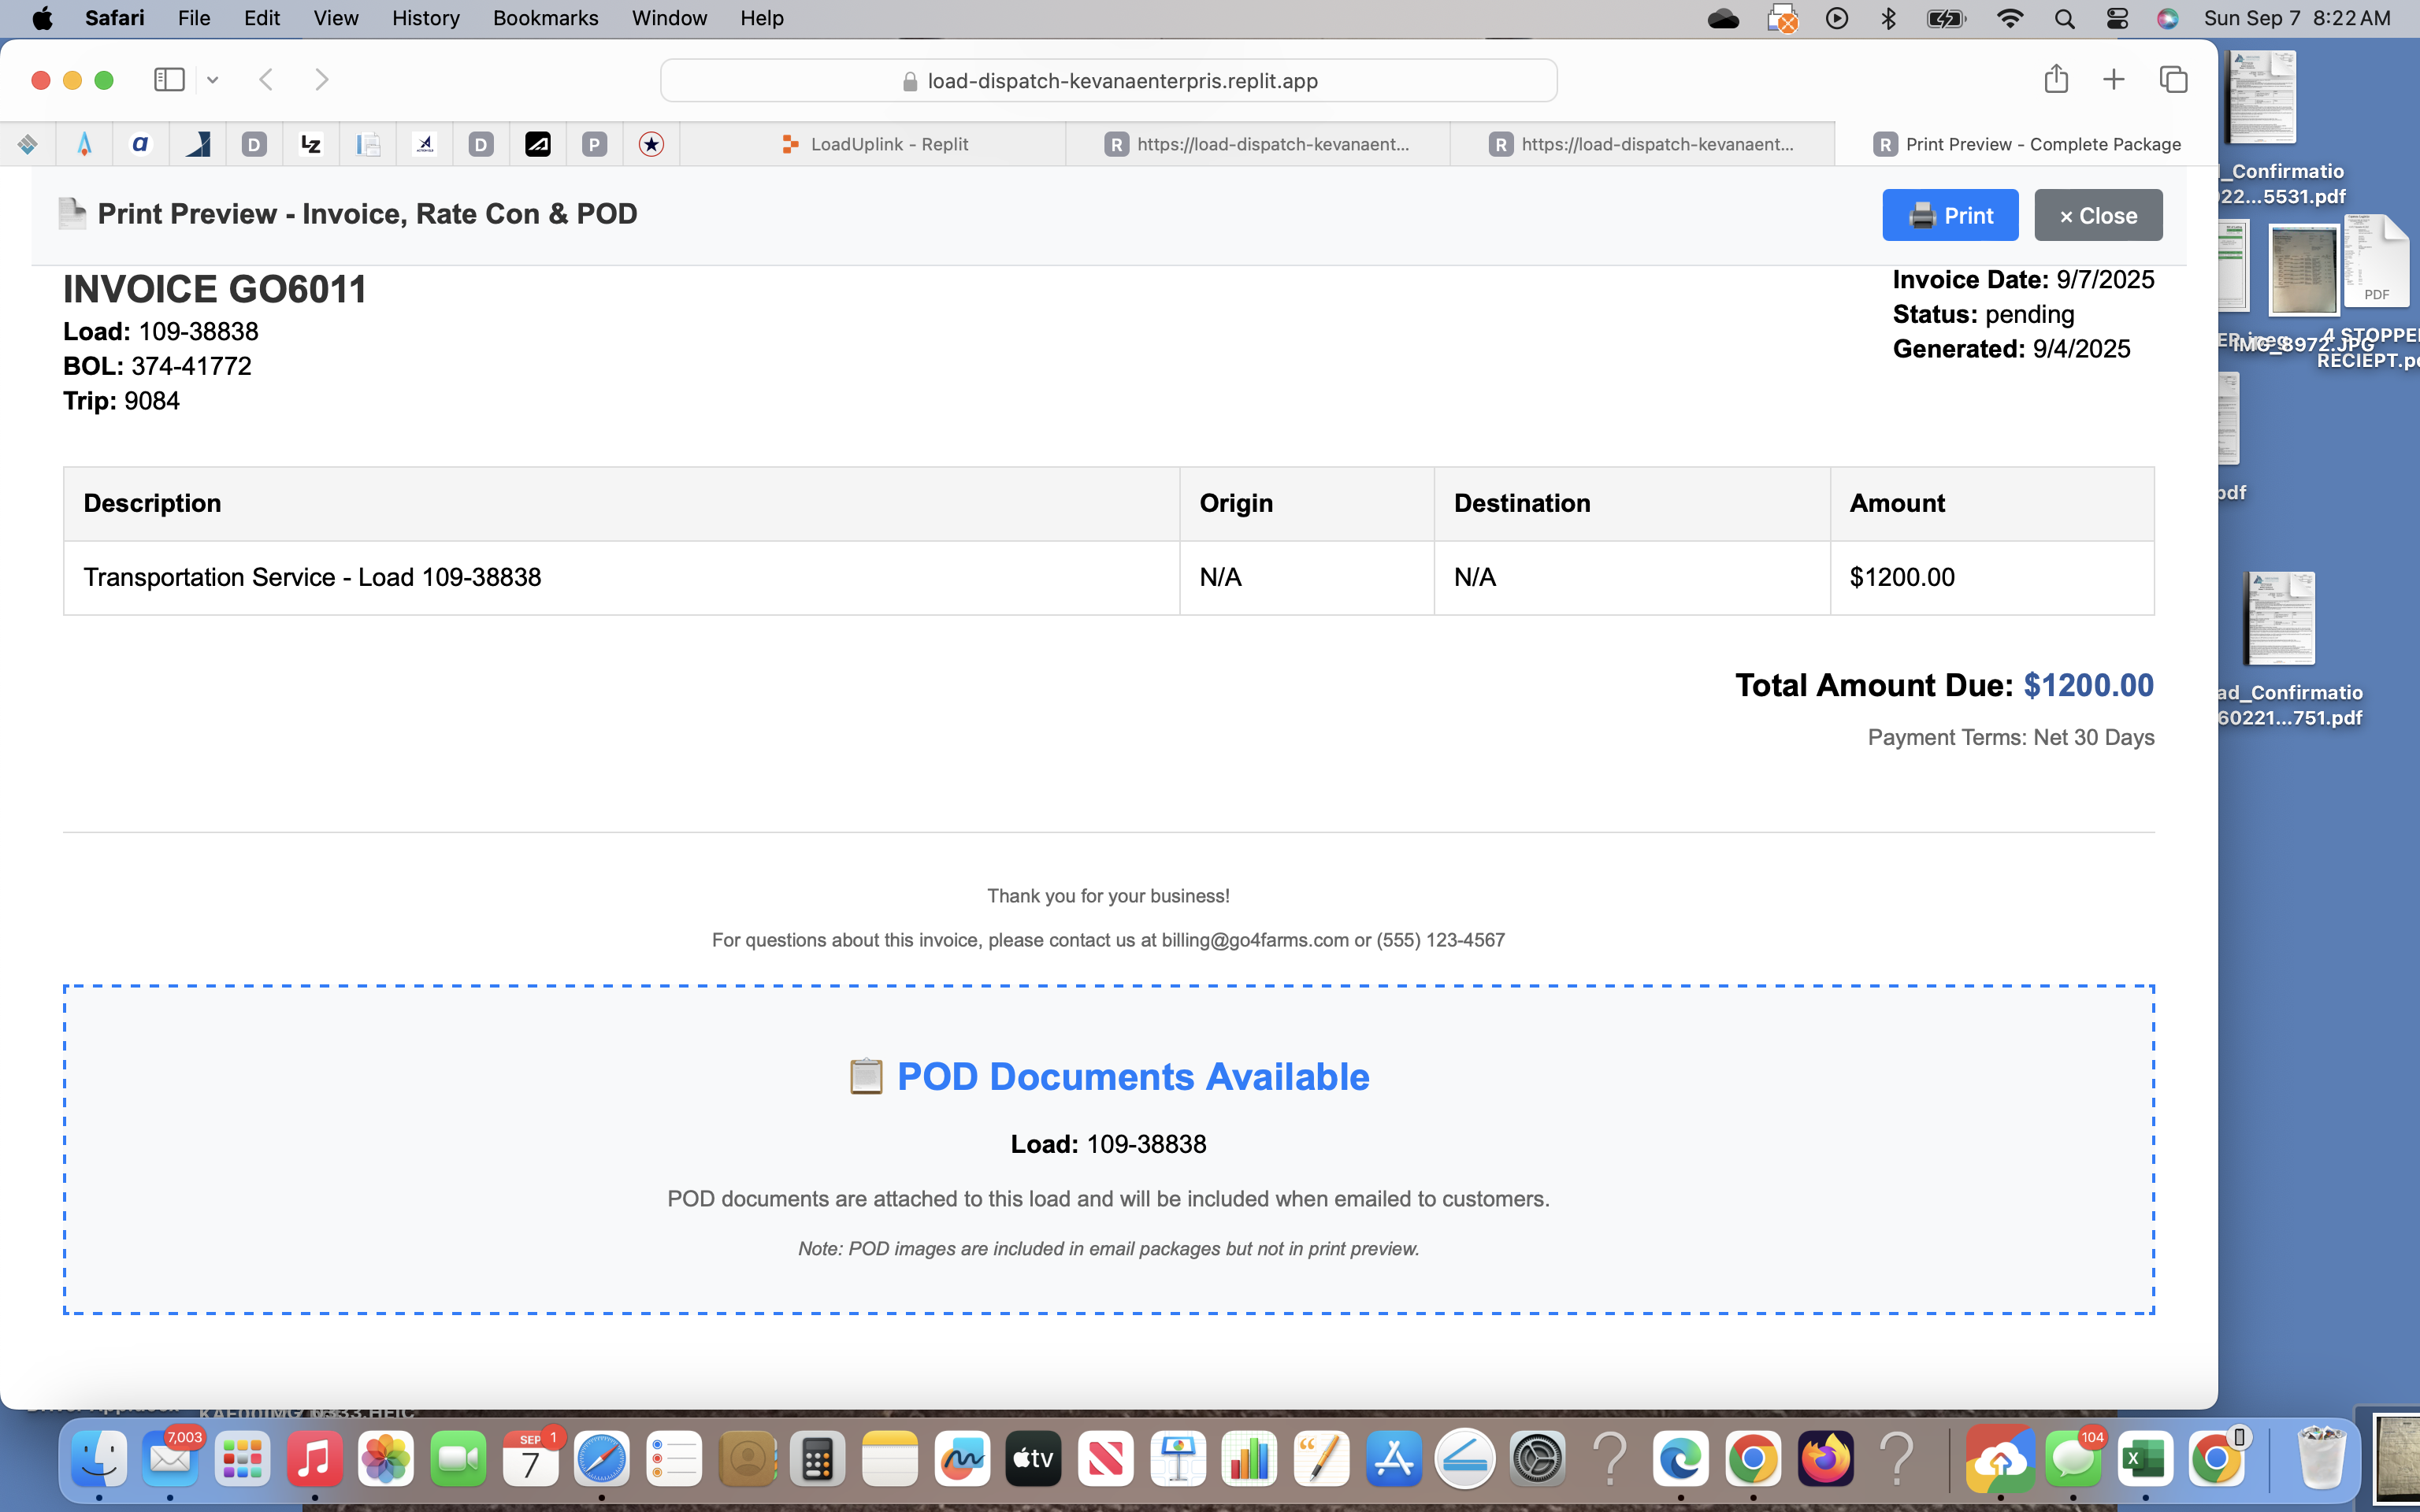 Safari File Edit View History Bookmarks Window Help Sun Sep 7 8:22 AM
load-dispatch-kevanaenterpris.replit.app
a D LZ D P LoadUplink - Replit R https://load-dispatch-kevanaent... R https://load-dispatch-kevanaent... R Print Preview - Complete Package
Print Preview - Invoice, Rate Con & POD
Print
× Close
INVOICE GO6011
Load: 109-38838
BOL: 374-41772
Trip: 9084
Invoice Date: 9/7/2025
Status: pending
Generated: 9/4/2025
Description Origin Destination Amount
Transportation Service - Load 109-38838 N/A N/A $1200.00
Total Amount Due: $1200.00
Payment Terms: Net 30 Days
Thank you for your business!
For questions about this invoice, please contact us at billing@go4farms.com or (555) 123-4567
POD Documents Available
Load: 109-38838
POD documents are attached to this load and will be included when emailed to customers.
Note: POD images are included in email packages but not in print preview.
_Confirmatio
022...5531.pdf
PDF
ER.jpeg
IMG_8972.JPG
4 STOPPE
RECIEPT.p
pdf
ad_Confirmatio
60221...751.pdf
7,003
SEP 1
7
tv
104